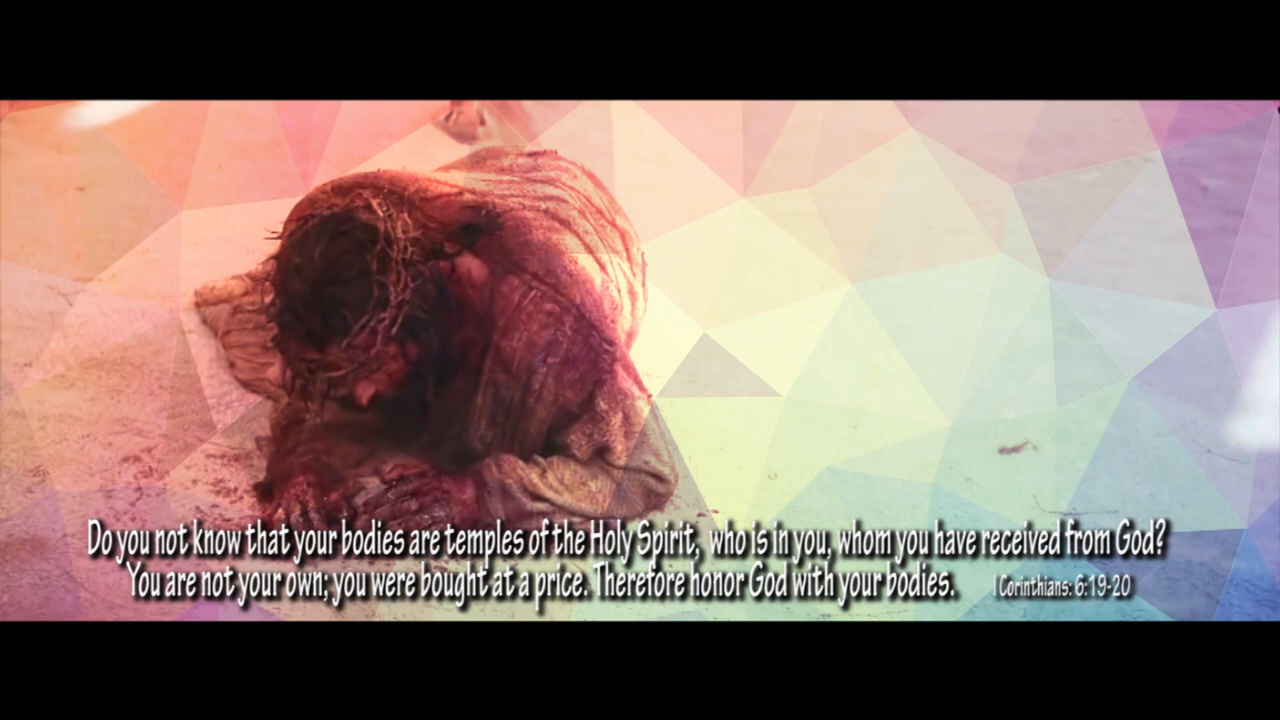 Do you not know that your bodies are temples of the Holy Spirit, who is in you, whom you have received from God?
You are not your own; you were bought at a price. Therefore honor God with your bodies. 1 Corinthians: 6:19-20